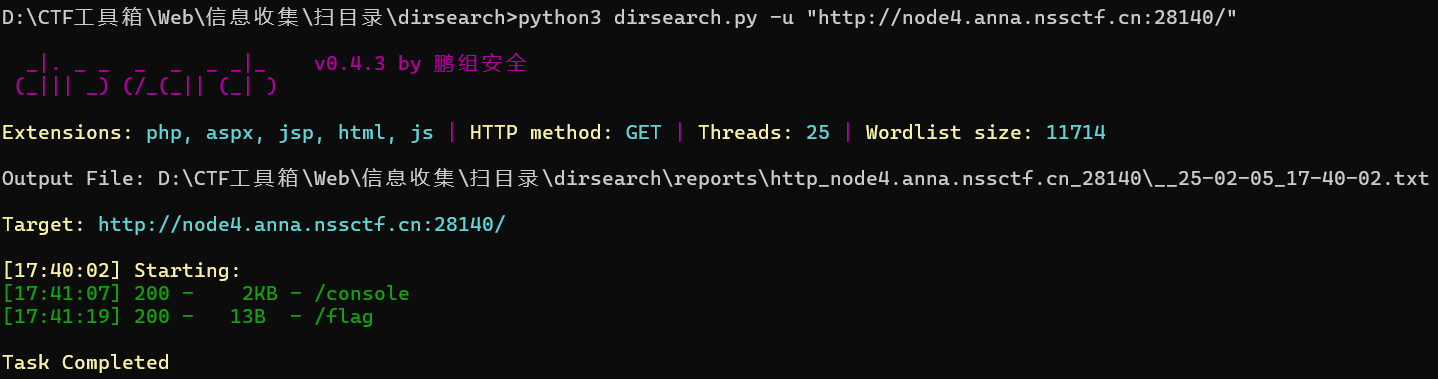 D:\CTF工具箱\Web\信息收集\扫目录\dirsearch>python3 dirsearch.py -u "http://node4.anna.nssctf.cn:28140/"
  _|. _ _  _  _  _ _|_    v0.4.3 by 鹏组安全
 (_||| _) (/_(_|| (_| )
Extensions: php, aspx, jsp, html, js | HTTP method: GET | Threads: 25 | Wordlist size: 11714
Output File: D:\CTF工具箱\Web\信息收集\扫目录\dirsearch\reports\http_node4.anna.nssctf.cn_28140\__25-02-05_17-40-02.txt
Target: http://node4.anna.nssctf.cn:28140/
[17:40:02] Starting:
[17:41:07] 200 -    2KB - /console
[17:41:19] 200 -   13B  - /flag
Task Completed